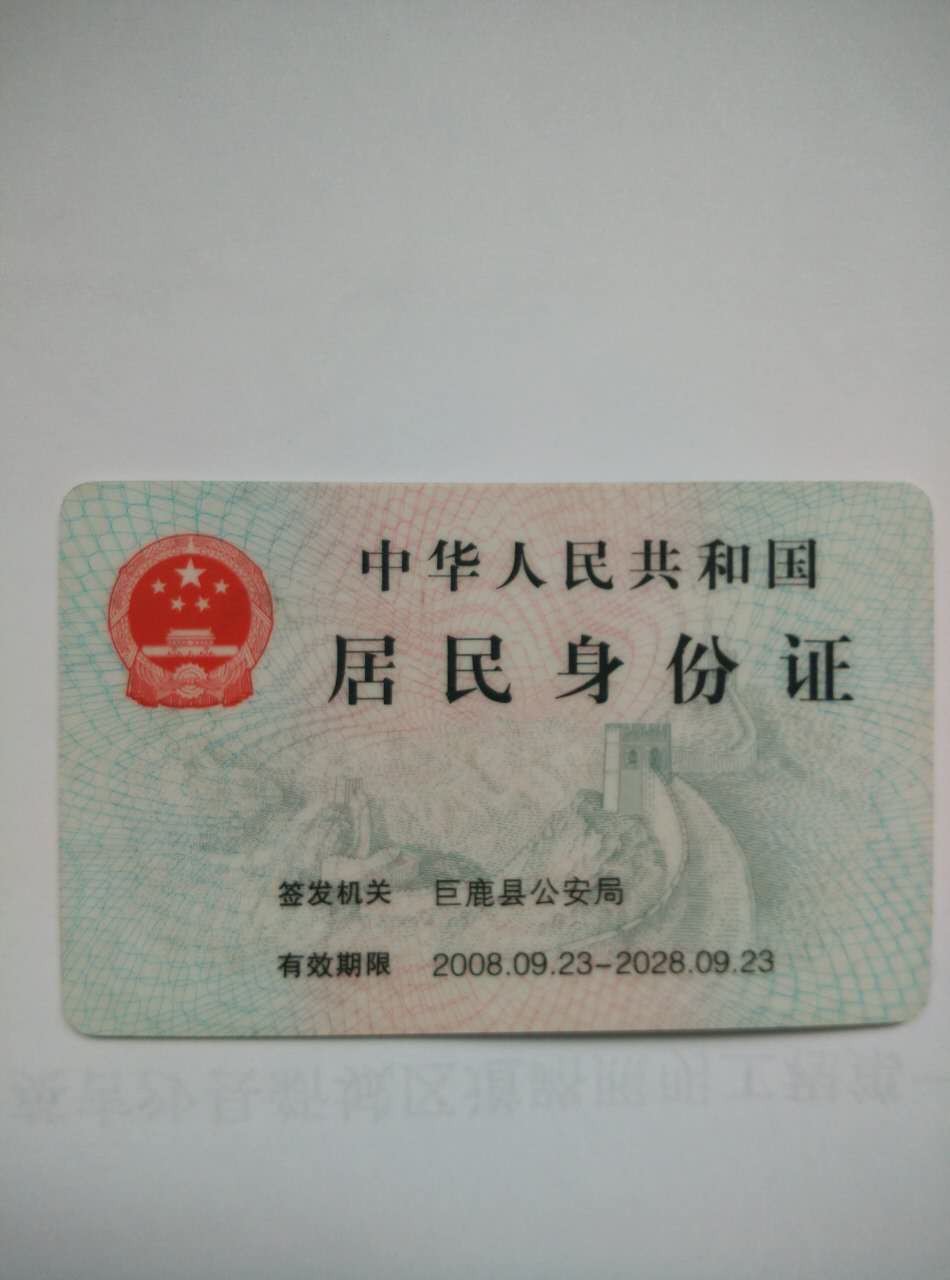 中华人民共和国
居民身份证
签发机关 巨鹿县公安局
有效期限 2008.09.23-2028.09.23